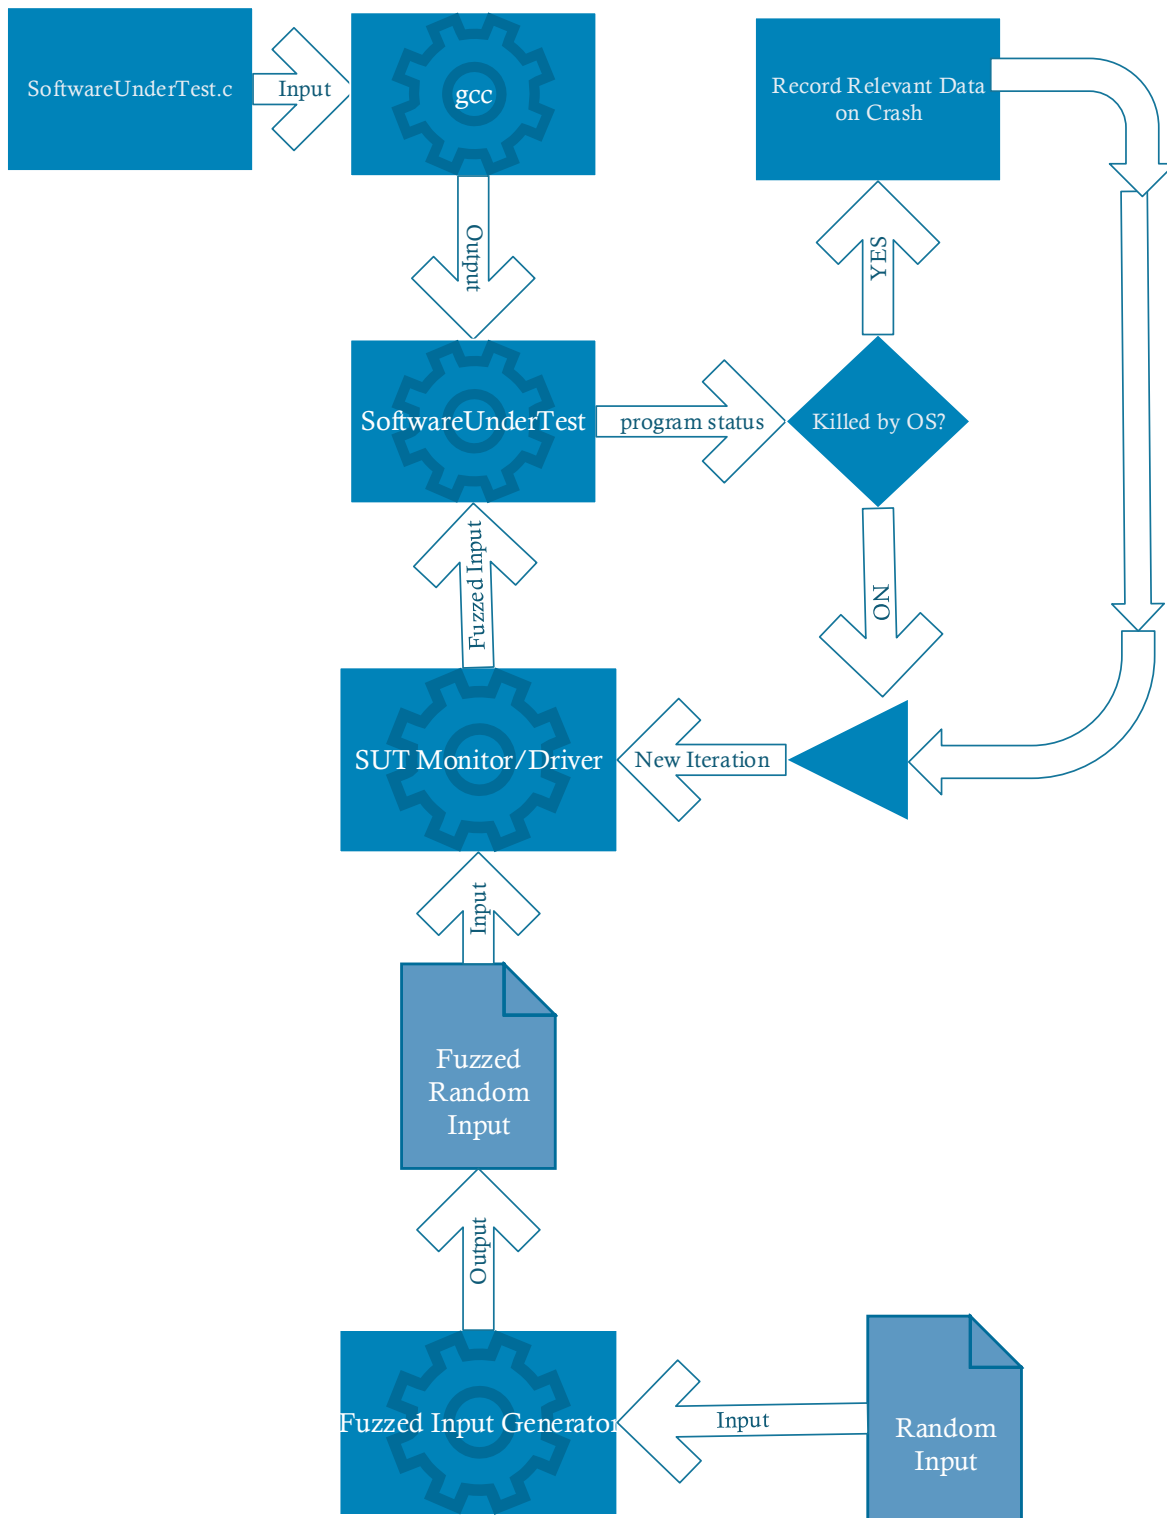 SoftwareUnderTest.c
Input
gcc
Record Relevant Data
on Crash
Output
YES
SoftwareUnderTest
program status
Killed by OS?
Fuzzed Input
NO
SUT Monitor/Driver
New Iteration
Input
Fuzzed
Random
Input
Output
Fuzzed Input Generator
Input
Random
Input